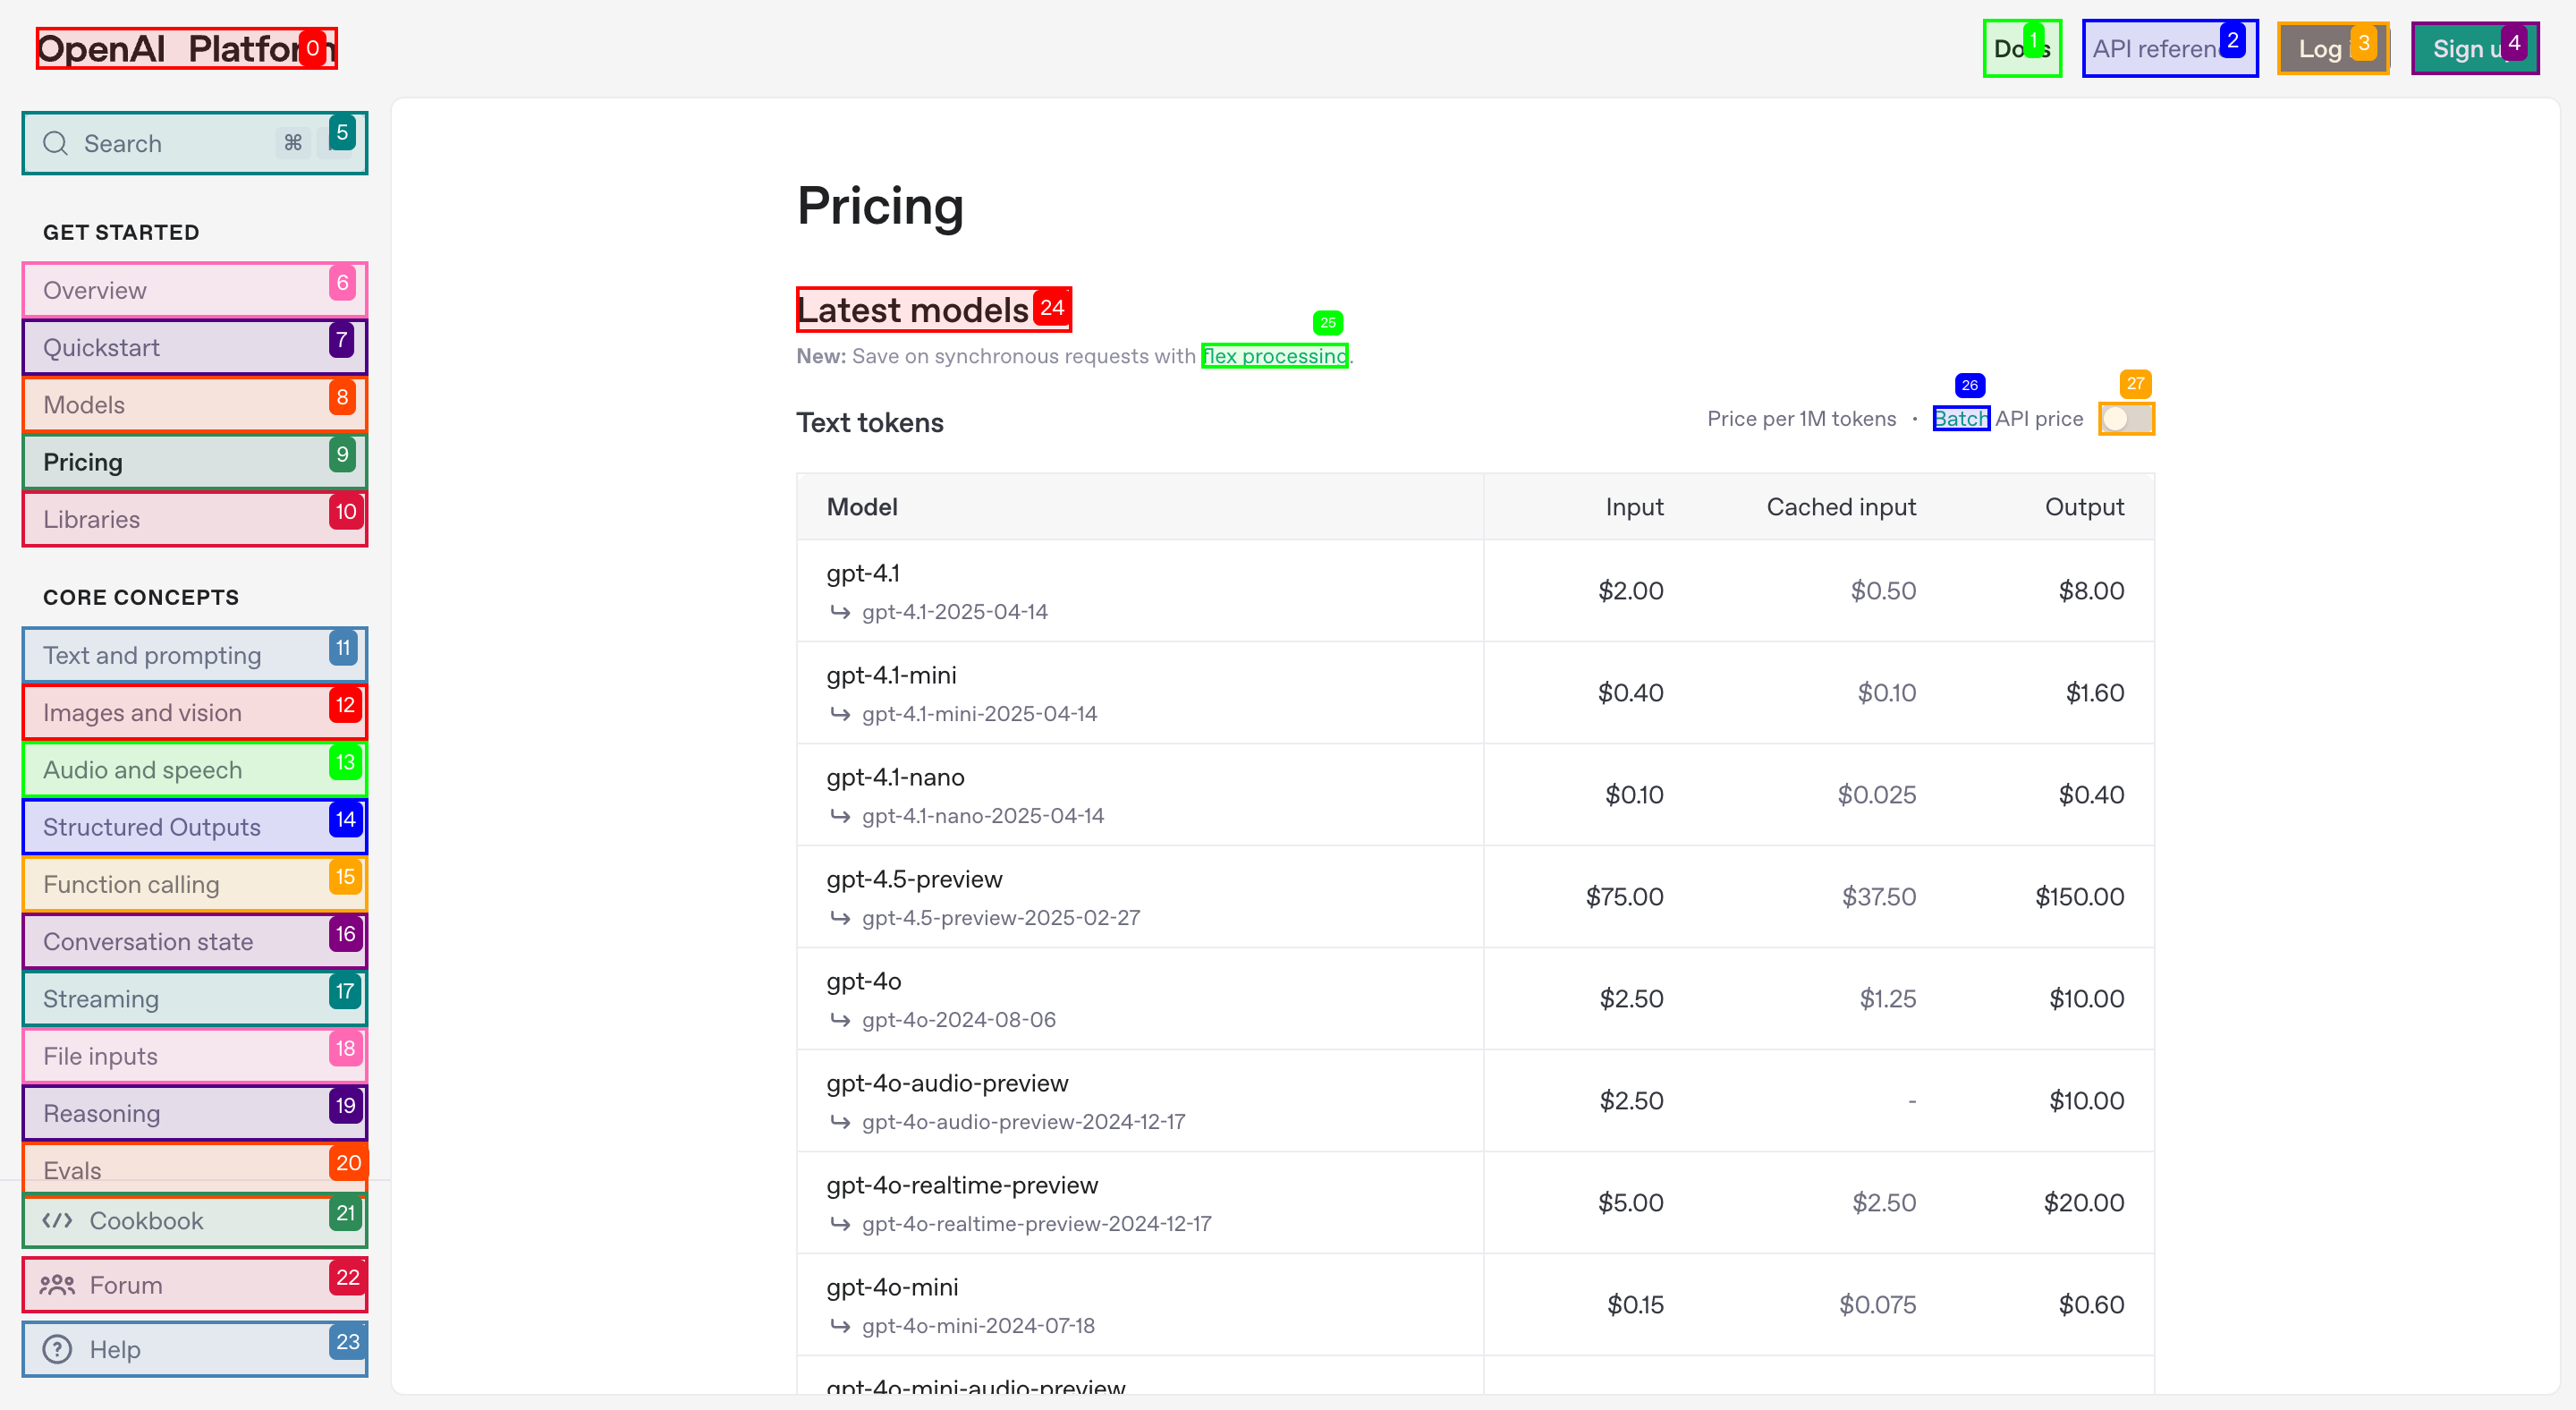 OpenAI Platform 0
Docs 1
API reference 2
Log 3
Sign up 4
Search ⌘ 5
GET STARTED
Overview 6
Quickstart 7
Models 8
Pricing 9
Libraries 10
CORE CONCEPTS
Text and prompting 11
Images and vision 12
Audio and speech 13
Structured Outputs 14
Function calling 15
Conversation state 16
Streaming 17
File inputs 18
Reasoning 19
Evals 20
Cookbook 21
Forum 22
Help 23
Pricing
Latest models 24
25
New: Save on synchronous requests with flex processing.
26 27
Text tokens Price per 1M tokens · Batch API price
Model Input Cached input Output
gpt-4.1 $2.00 $0.50 $8.00
↪ gpt-4.1-2025-04-14
gpt-4.1-mini $0.40 $0.10 $1.60
↪ gpt-4.1-mini-2025-04-14
gpt-4.1-nano $0.10 $0.025 $0.40
↪ gpt-4.1-nano-2025-04-14
gpt-4.5-preview $75.00 $37.50 $150.00
↪ gpt-4.5-preview-2025-02-27
gpt-4o $2.50 $1.25 $10.00
↪ gpt-4o-2024-08-06
gpt-4o-audio-preview $2.50 - $10.00
↪ gpt-4o-audio-preview-2024-12-17
gpt-4o-realtime-preview $5.00 $2.50 $20.00
↪ gpt-4o-realtime-preview-2024-12-17
gpt-4o-mini $0.15 $0.075 $0.60
↪ gpt-4o-mini-2024-07-18
gpt-4o-mini-audio-preview